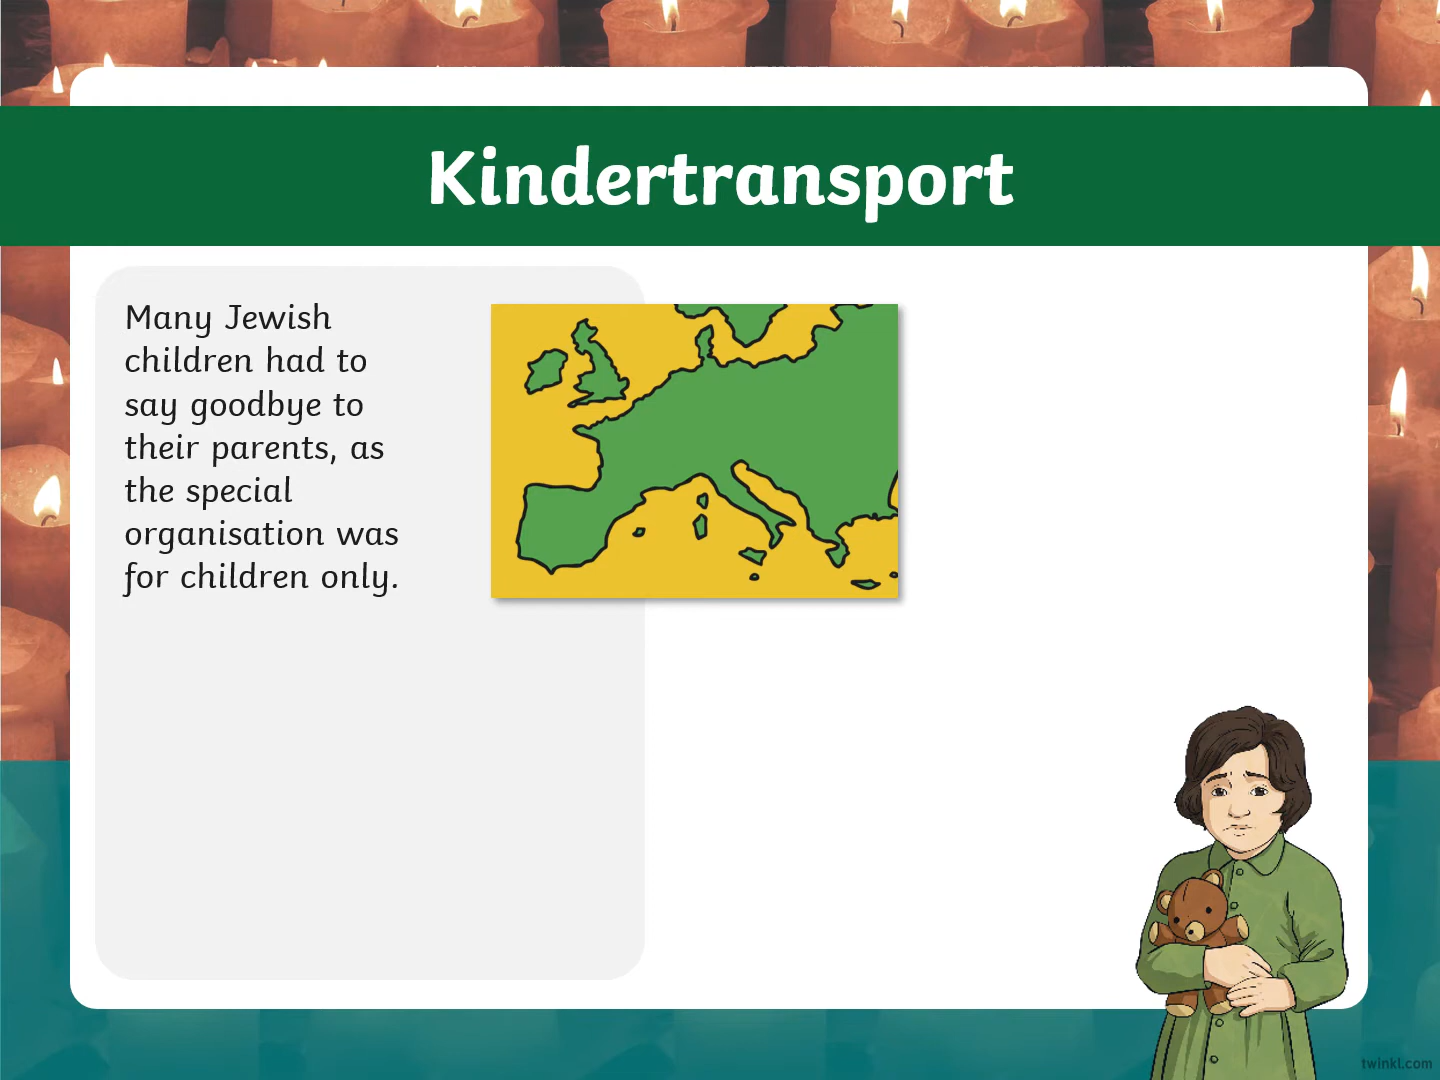 Kindertransport
Many Jewish
children had to
say goodbye to
their parents, as
the special
organisation was
for children only.
twinkl.com